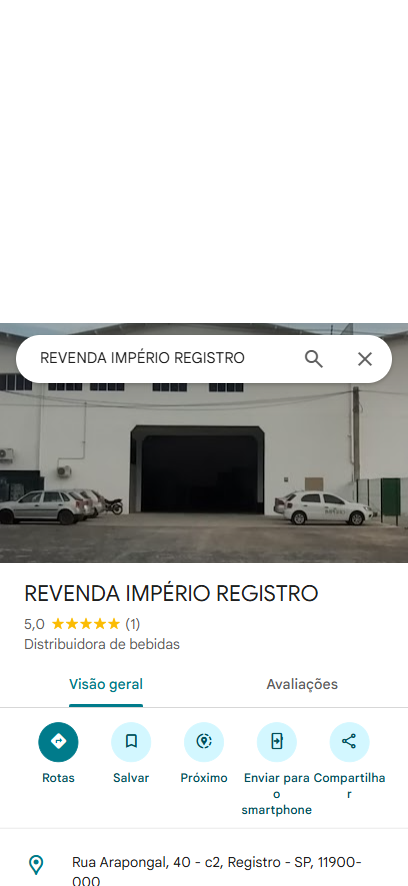 REVENDA IMPÉRIO REGISTRO
REVENDA IMPÉRIO REGISTRO
5,0 ★★★★★ (1)
Distribuidora de bebidas
Visão geral
Avaliações
Rotas
Salvar
Próximo
Enviar para o smartphone
Compartilhar
Rua Arapongal, 40 - c2, Registro - SP, 11900-
000